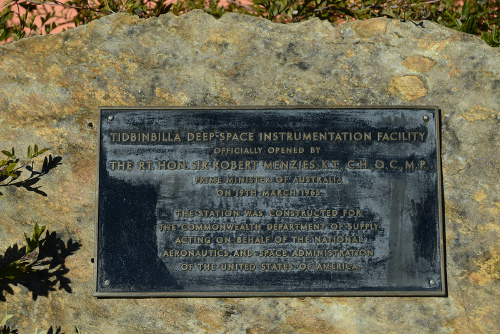 TIDBINBILLA DEEP SPACE INSTRUMENTATION FACILITY
OFFICIALLY OPENED BY
THE RT. HON. SIR ROBERT MENZIES K.T., C.H., Q.C., M.P.
PRIME MINISTER OF AUSTRALIA
ON 19TH MARCH 1965
THE STATION WAS CONSTRUCTED FOR
THE COMMONWEALTH DEPARTMENT OF SUPPLY
ACTING ON BEHALF OF THE NATIONAL
AERONAUTICS AND SPACE ADMINISTRATION
OF THE UNITED STATES OF AMERICA.